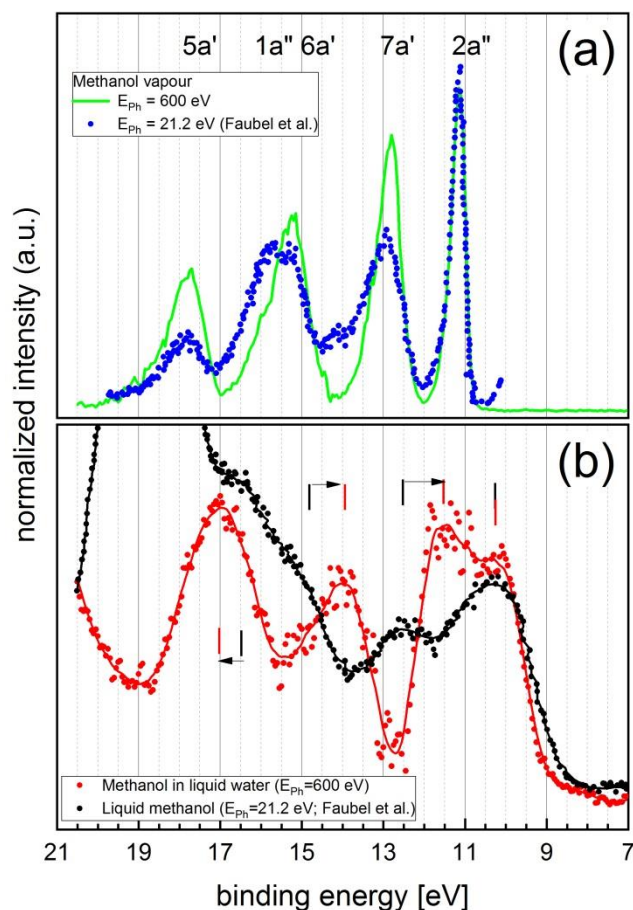 5a' 1a" 6a' 7a' 2a" (a)
Methanol vapour
E_Ph = 600 eV
E_Ph = 21.2 eV (Faubel et al.)
normalized intensity (a.u.)
(b)
Methanol in liquid water (E_Ph=600 eV)
Liquid methanol (E_Ph=21.2 eV; Faubel et al.)
21 19 17 15 13 11 9 7
binding energy [eV]